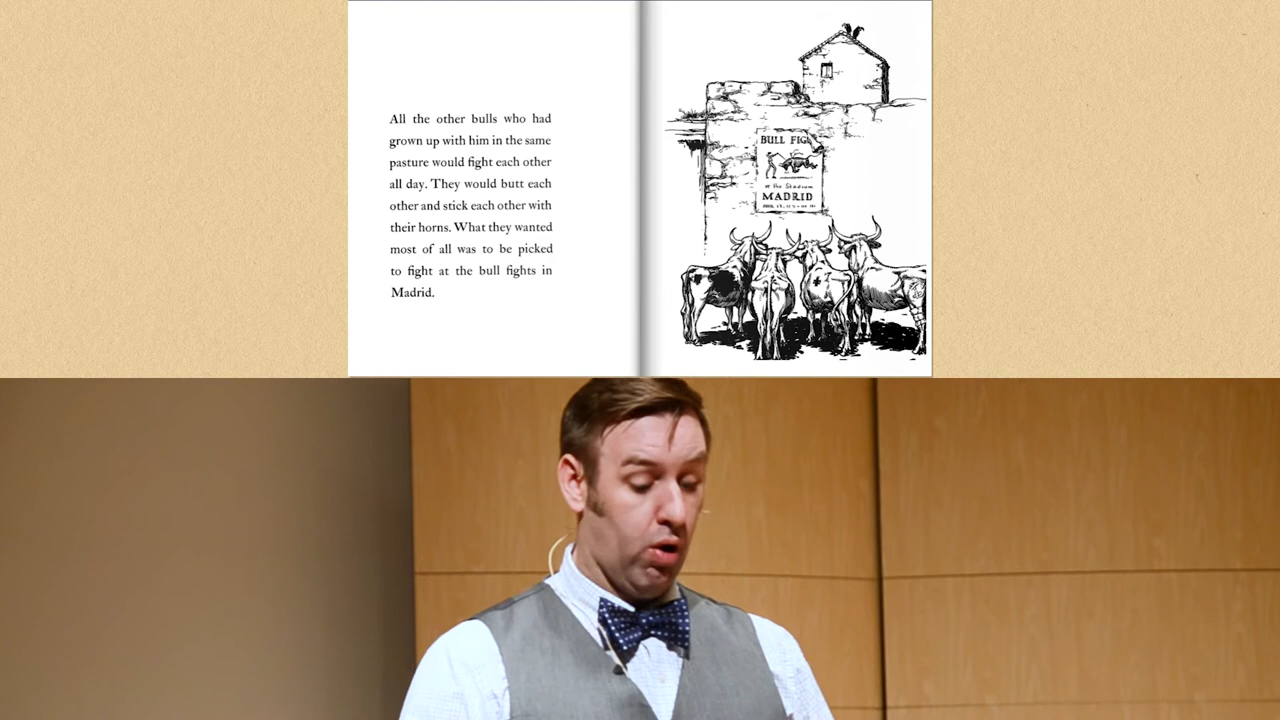 All the other bulls who had
grown up with him in the same
pasture would fight each other
all day. They would butt each
other and stick each other with
their horns. What they wanted
most of all was to be picked
to fight at the bull fights in
Madrid.
BULL FIG
Stadium
MADRID